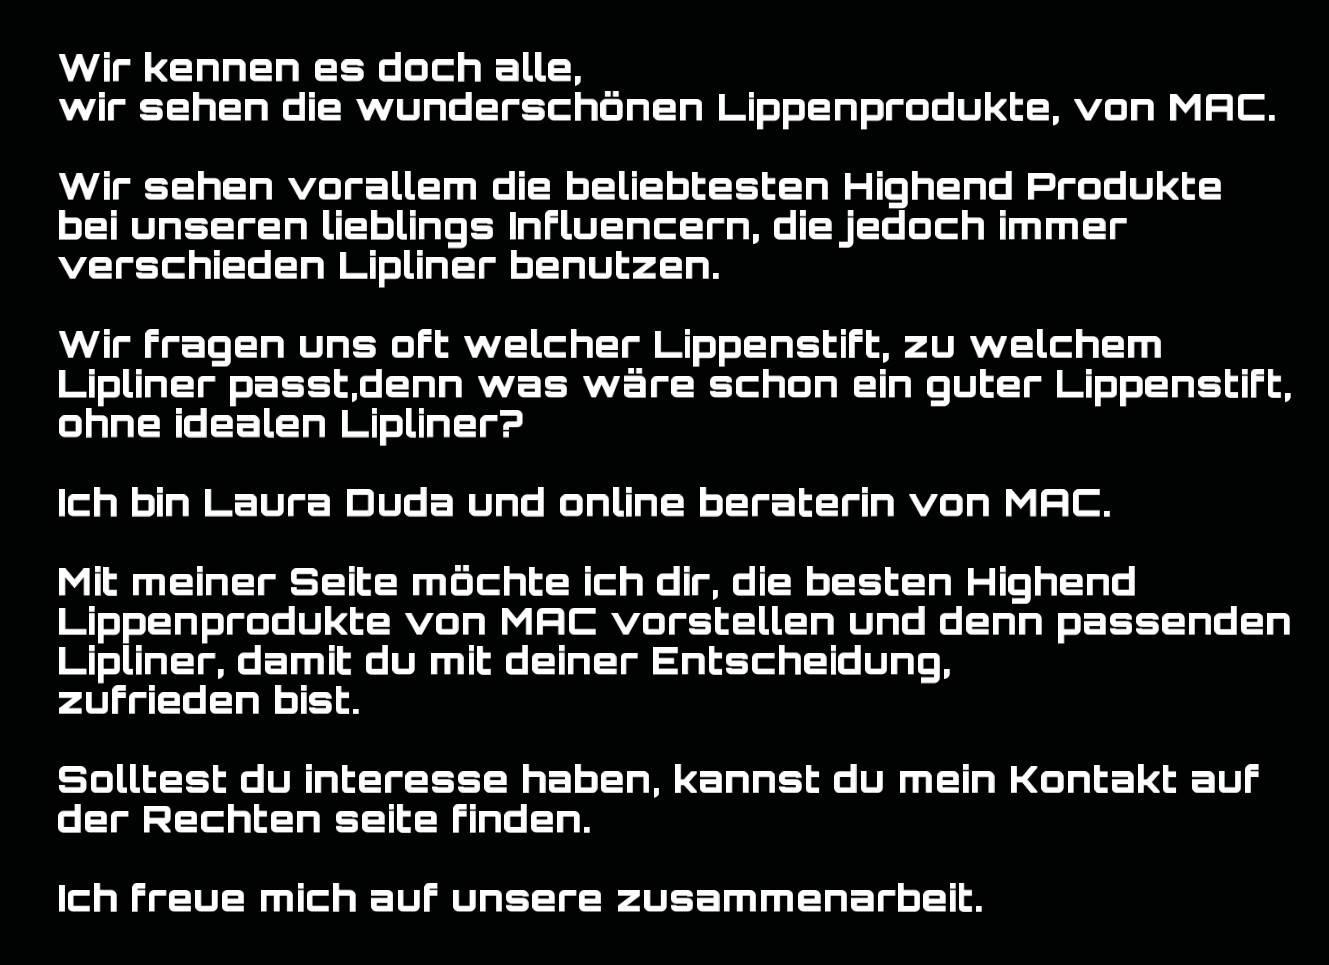 Wir kennen es doch alle,
wir sehen die wunderschönen Lippenprodukte, von MAC.
Wir sehen vorallem die beliebtesten Highend Produkte
bei unseren lieblings Influencern, die jedoch immer
verschieden Lipliner benutzen.
Wir fragen uns oft welcher Lippenstift, zu welchem
Lipliner passt,denn was wäre schon ein guter Lippenstift,
ohne idealen Lipliner?
Ich bin Laura Duda und online beraterin von MAC.
Mit meiner Seite möchte ich dir, die besten Highend
Lippenprodukte von MAC vorstellen und denn passenden
Lipliner, damit du mit deiner Entscheidung,
zufrieden bist.
Solltest du interesse haben, kannst du mein Kontakt auf
der Rechten seite finden.
Ich freue mich auf unsere zusammenarbeit.